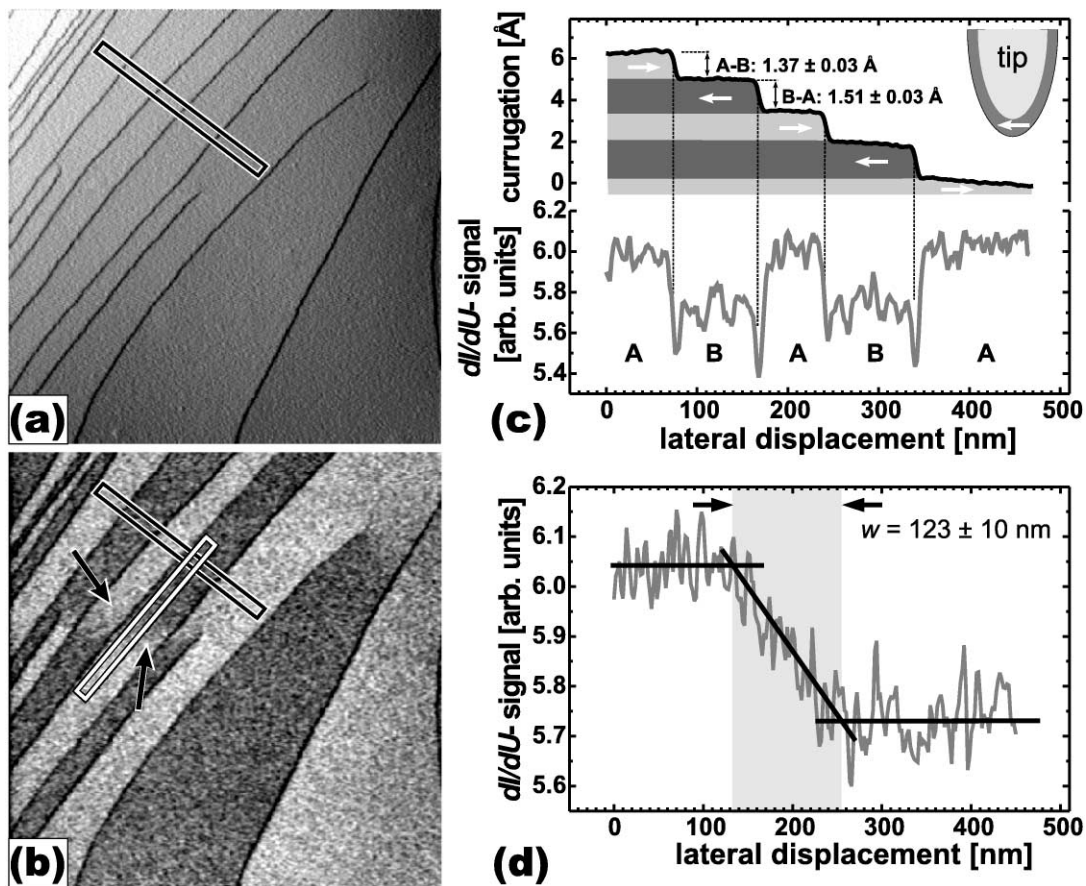 (a)
(b)
currugation [Å]
6
4
2
0
A-B: 1.37 ± 0.03 Å
B-A: 1.51 ± 0.03 Å
tip
dI/dU- signal
[arb. units]
6.2
6.0
5.8
5.6
5.4
A
B
A
B
A
0
100
200
300
400
500
(c)
lateral displacement [nm]
dI/dU- signal [arb. units]
6.2
6.1
6.0
5.9
5.8
5.7
5.6
w = 123 ± 10 nm
0
100
200
300
400
500
(d)
lateral displacement [nm]